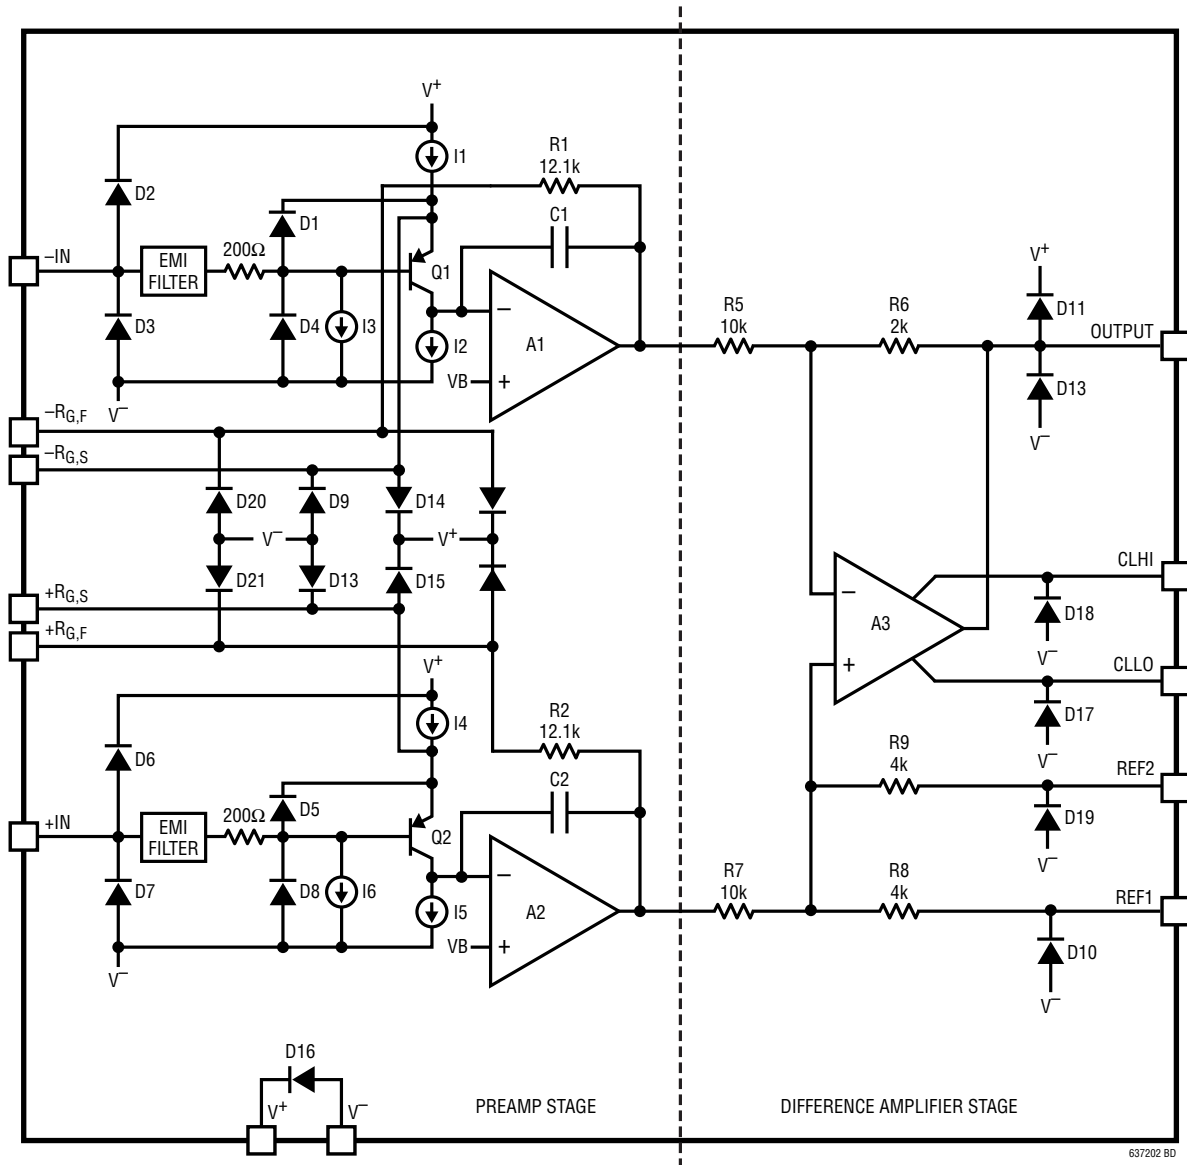 V+
I1
R1
12.1k
D2
D1
C1
–IN
EMI
FILTER
200Ω
Q1
V+
D3
D4
I3
I2
A1
–
+
VB
V–
R5
10k
R6
2k
D11
OUTPUT
D13
V–
–RG,F
–RG,S
D20
D9
D14
V–
V+
D21
D13
D15
+RG,S
+RG,F
CLHI
–
A3
+
D18
V–
CLLO
D17
V–
V+
I4
R2
12.1k
D6
D5
C2
R9
4k
REF2
D19
V–
+IN
EMI
FILTER
200Ω
Q2
D7
D8
I6
I5
A2
–
+
VB
V–
R7
10k
R8
4k
REF1
D10
V–
D16
V+
V–
PREAMP STAGE
DIFFERENCE AMPLIFIER STAGE
637202 BD